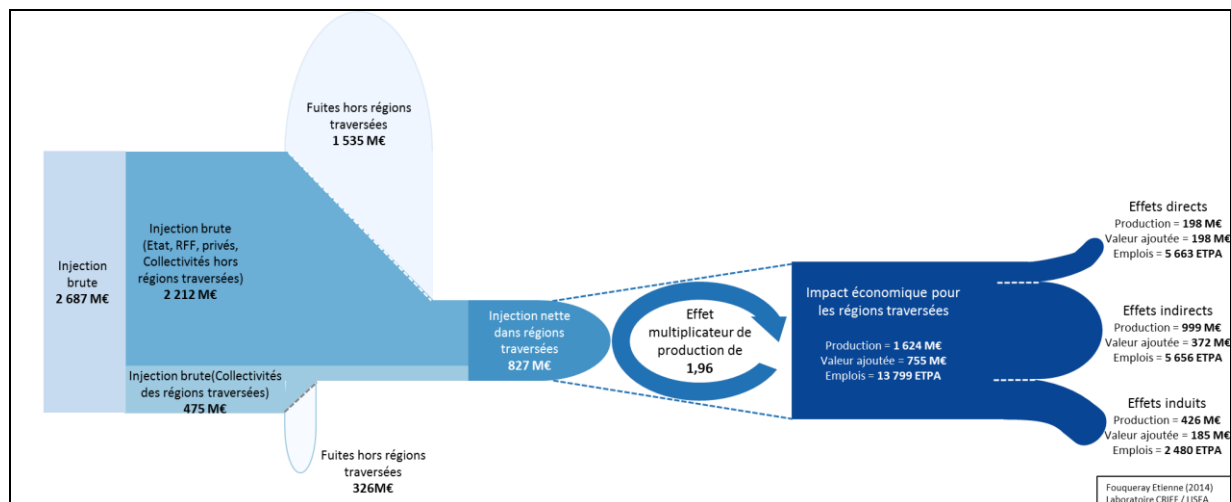 Fuites hors régions
traversées
1 535 M€
Injection
brute
2 687 M€
Injection brute
(Etat, RFF, privés,
Collectivités hors
régions traversées)
2 212 M€
Injection brute(Collectivités
des régions traversées)
475 M€
Fuites hors régions
traversées
326M€
Injection nette
dans régions
traversées
827 M€
Effet
multiplicateur de
production de
1,96
Impact économique pour
les régions traversées
Production = 1 624 M€
Valeur ajoutée = 755 M€
Emplois = 13 799 ETPA
Effets directs
Production = 198 M€
Valeur ajoutée = 198 M€
Emplois = 5 663 ETPA
Effets indirects
Production = 999 M€
Valeur ajoutée = 372 M€
Emplois = 5 656 ETPA
Effets induits
Production = 426 M€
Valeur ajoutée = 185 M€
Emplois = 2 480 ETPA
Fouqueray Etienne (2014)
Laboratoire CRIEF / LISEA